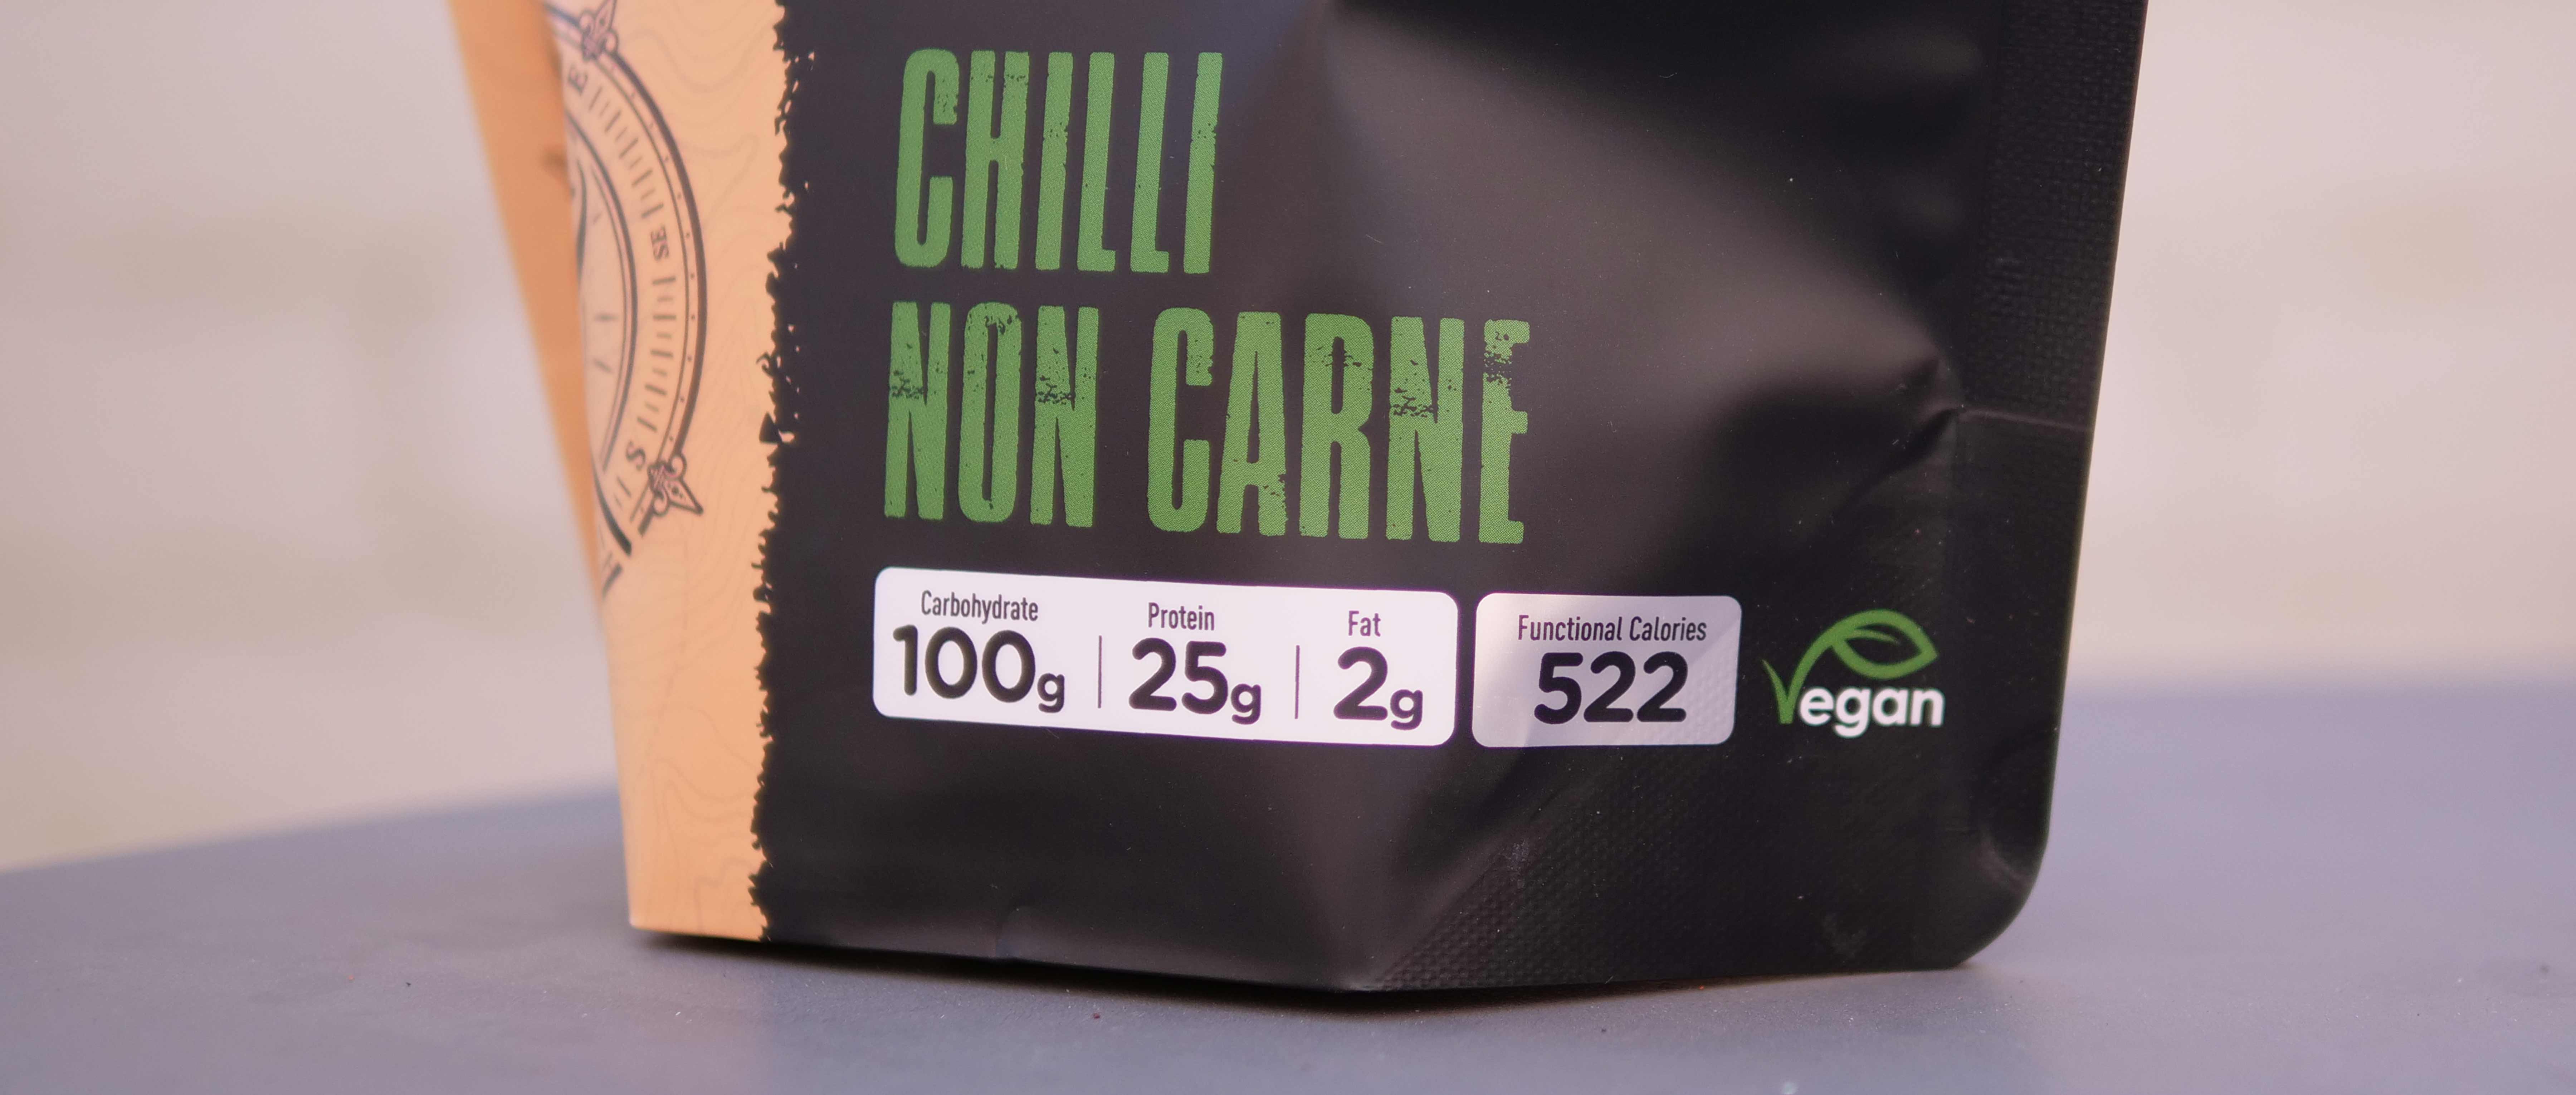 E
SE
S
CHILLI
NON CARNE
Carbohydrate Protein Fat Functional Calories
100g 25g 2g 522
Vegan